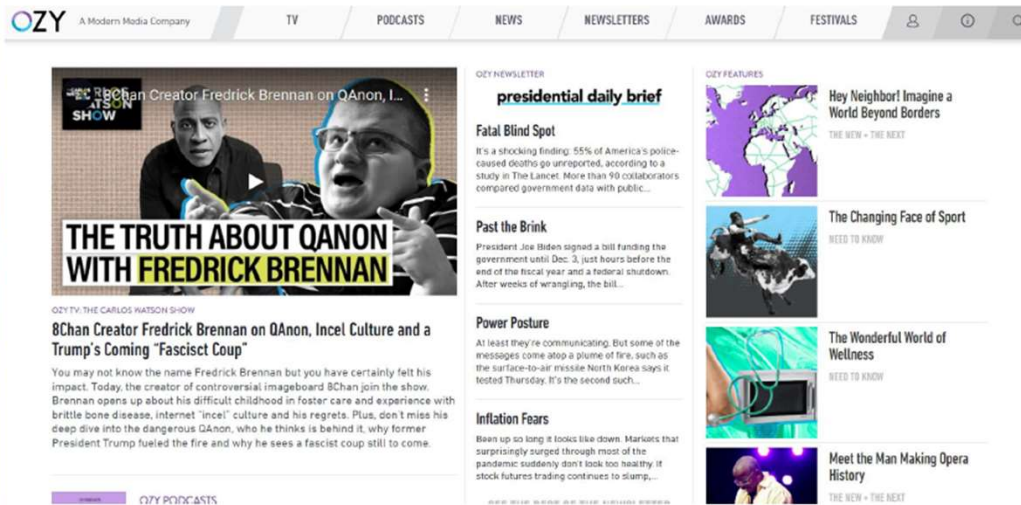 OZY A Modern Media Company
TV
PODCASTS
NEWS
NEWSLETTERS
AWARDS
FESTIVALS
WATSON
SHOW
8Chan Creator Fredrick Brennan on QAnon, I...
THE TRUTH ABOUT QANON
WITH FREDRICK BRENNAN
OZY TV: THE CARLOS WATSON SHOW
8Chan Creator Fredrick Brennan on QAnon, Incel Culture and a
Trump's Coming "Fascisct Coup"
You may not know the name Fredrick Brennan but you have certainly felt his
impact. Today, the creator of controversial imageboard 8Chan join the show.
Brennan opens up about his difficult childhood in foster care and experience with
brittle bone disease, internet "incel" culture and his regrets. Plus, don't miss his
deep dive into the dangerous QAnon, who he thinks is behind it, why former
President Trump fueled the fire and why he sees a fascist coup still to come.
OZY PODCASTS
OZY NEWSLETTER
presidential daily brief
Fatal Blind Spot
It's a shocking finding: 55% of America's police-
caused deaths go unreported, according to a
study in The Lancet. More than 90 collaborators
compared government data with public...
Past the Brink
President Joe Biden signed a bill funding the
government until Dec. 3, just hours before the
end of the fiscal year and a federal shutdown.
After weeks of wrangling, the bill...
Power Posture
At least they're communicating. But some of the
messages come atop a plume of fire, such as
the surface-to-air missile North Korea says it
tested Thursday. It's the second such...
Inflation Fears
Been up so long it looks like down. Markets that
surprisingly surged through most of the
pandemic suddenly don't look too healthy. If
stock futures trading continues to slump,...
SEE THE REST OF THE NEWSLETTER
OZY FEATURES
Hey Neighbor! Imagine a
World Beyond Borders
THE NEW + THE NEXT
The Changing Face of Sport
NEED TO KNOW
The Wonderful World of
Wellness
NEED TO KNOW
Meet the Man Making Opera
History
THE NEW + THE NEXT